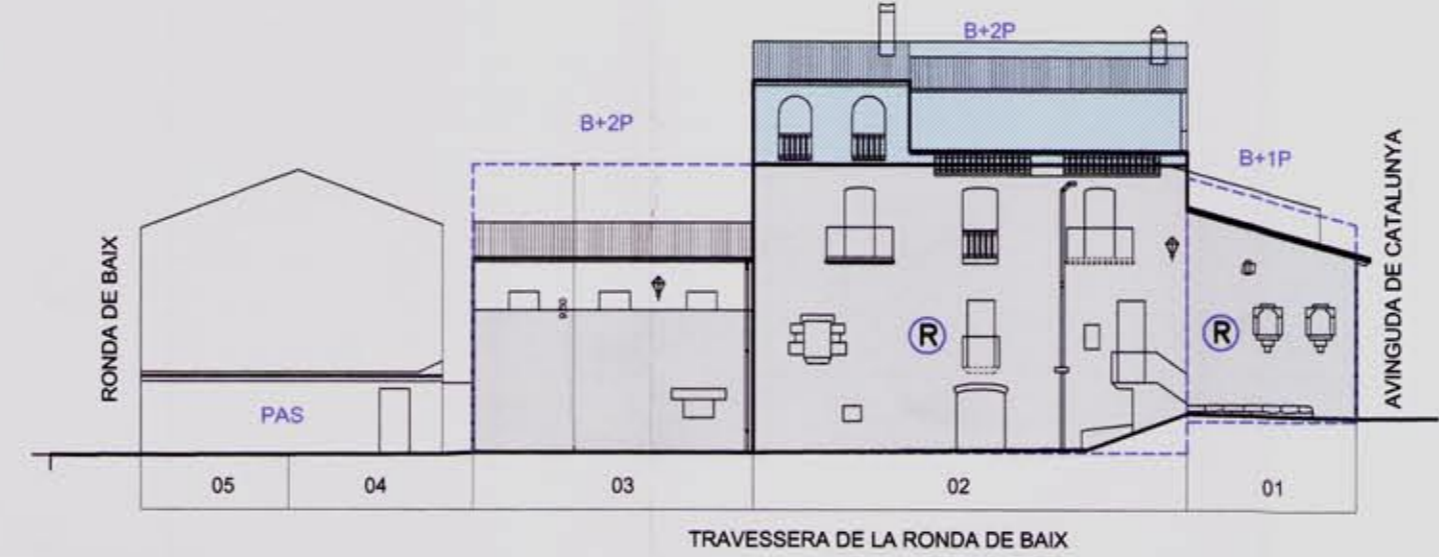 B+2P
B+2P
B+1P
RONDA DE BAIX
AVINGUDA DE CATALUNYA
R
R
PAS
05
04
03
02
01
TRAVESSERA DE LA RONDA DE BAIX